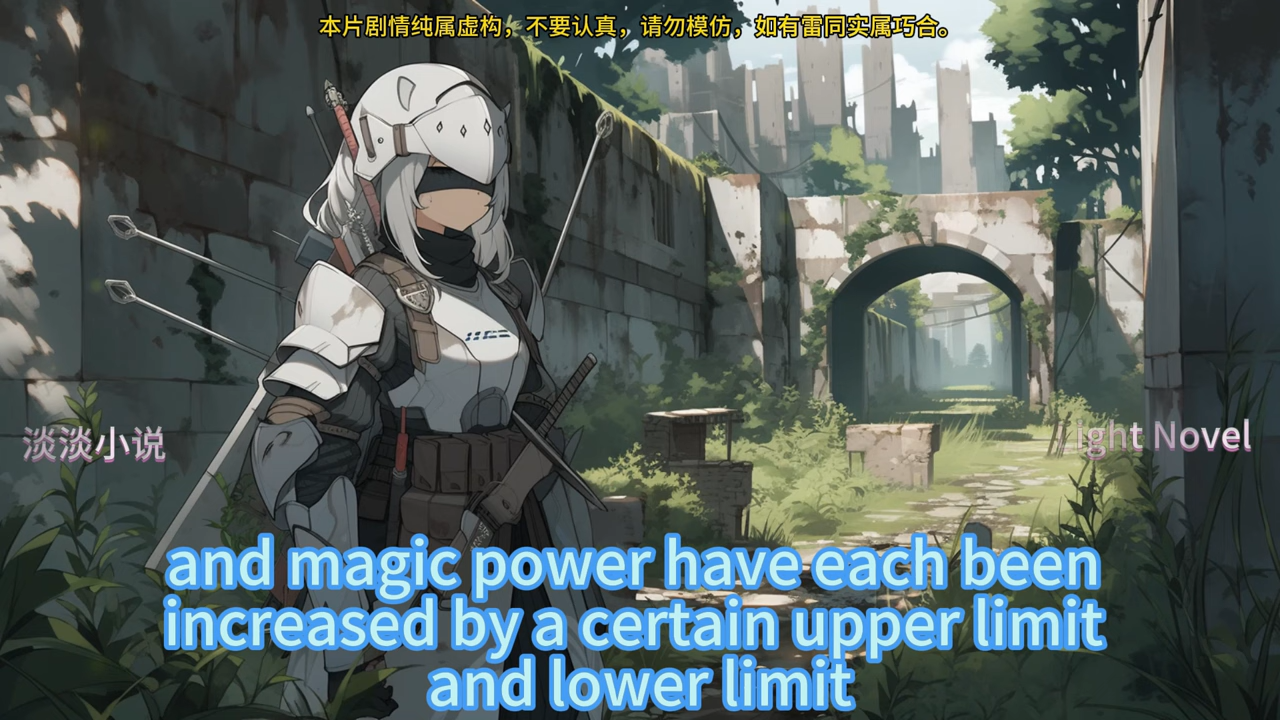 本片剧情纯属虚构，不要认真，请勿模仿，如有雷同实属巧合。
淡淡小说
ight Novel
and magic power have each been
increased by a certain upper limit
and lower limit